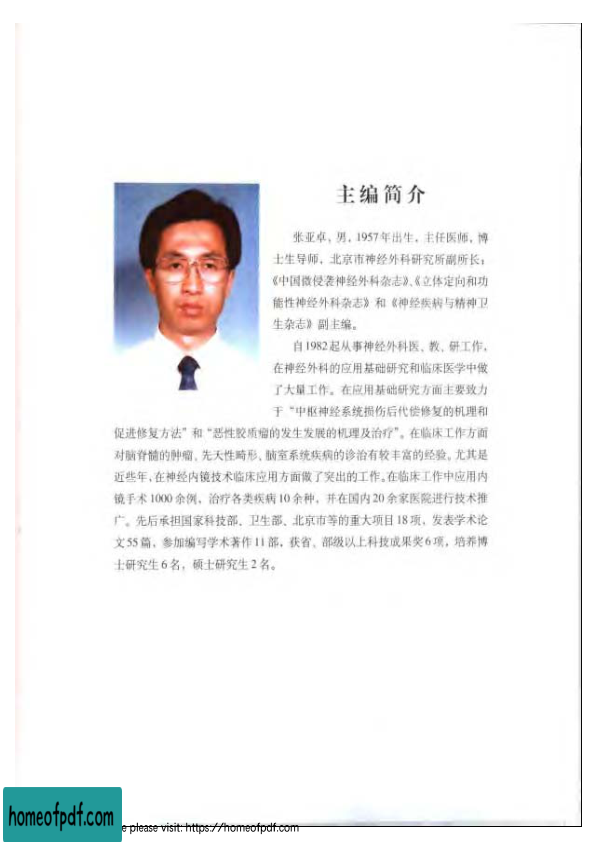 主编简介
张亚卓，男，1957年出生，主任医师，博
士生导师，北京市神经外科研究所副所长；
《中国微侵袭神经外科杂志》、《立体定向和功
能性神经外科杂志》和《神经疾病与精神卫
生杂志》副主编。
自1982起从事神经外科医、教、研工作，
在神经外科的应用基础研究和临床医学中做
了大量工作。在应用基础研究方面主要致力
于“中枢神经系统损伤后代偿修复的机理和
促进修复方法”和“恶性胶质瘤的发生发展的机理及治疗”。在临床工作方面
对脑脊髓的肿瘤、先天性畸形、脑室系统疾病的诊治有较丰富的经验。尤其是
近些年，在神经内镜技术临床应用方面做了突出的工作。在临床工作中应用内
镜手术1000余例，治疗各类疾病10余种，并在国内20余家医院进行技术推
广。先后承担国家科技部、卫生部、北京市等的重大项目18项，发表学术论
文55篇，参加编写学术著作11部，获省、部级以上科技成果奖6项，培养博
士研究生6名，硕士研究生2名。
homeofpdf.com
e please visit: https://homeofpdf.com